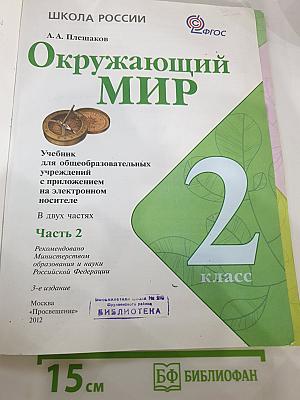 ШКОЛА РОССИИ
ФГОС
А. А. Плешаков
Окружающий
МИР
Учебник
для общеобразовательных
учреждений
с приложением
на электронном
носителе
В двух частях
Часть 2
Рекомендовано
Министерством
образования и науки
Российской Федерации
3-е издание
Москва
«Просвещение»
2012
2
класс
БИБЛИОТЕКА
15 см
БФ БИБЛИОФАН